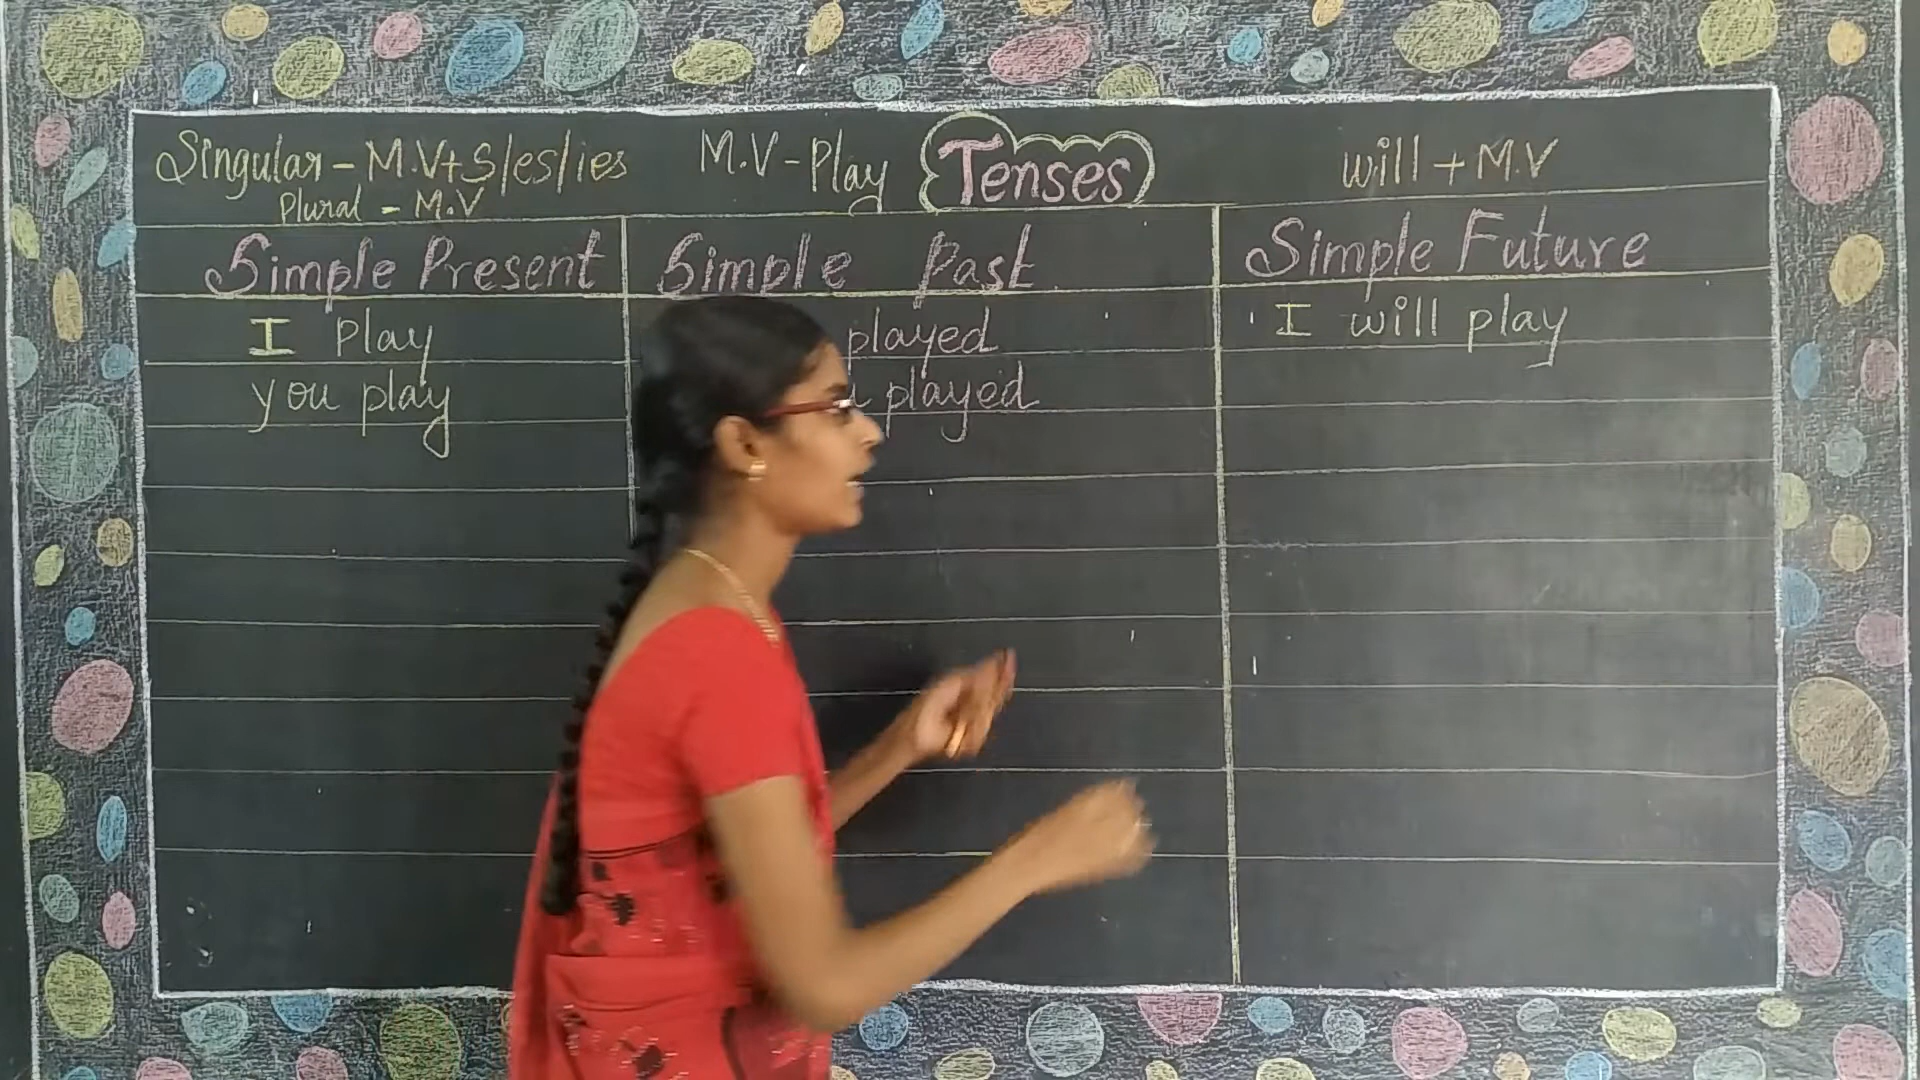 Singular - M.V+S/es/ies M.V - Play Tenses will + M.V
Plural - M.V
Simple Present Simple Past Simple Future
I Play played I will play
you play played